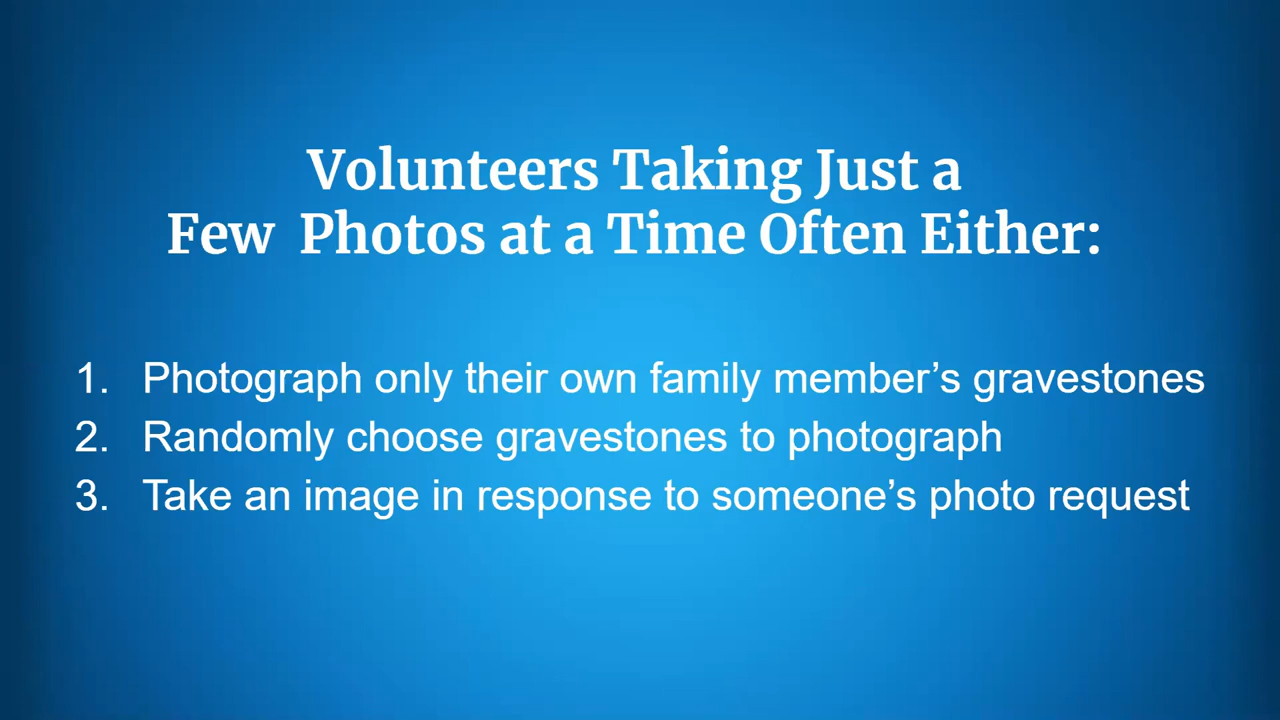 Volunteers Taking Just a
Few  Photos at a Time Often Either:
1. Photograph only their own family member’s gravestones
2. Randomly choose gravestones to photograph
3. Take an image in response to someone’s photo request